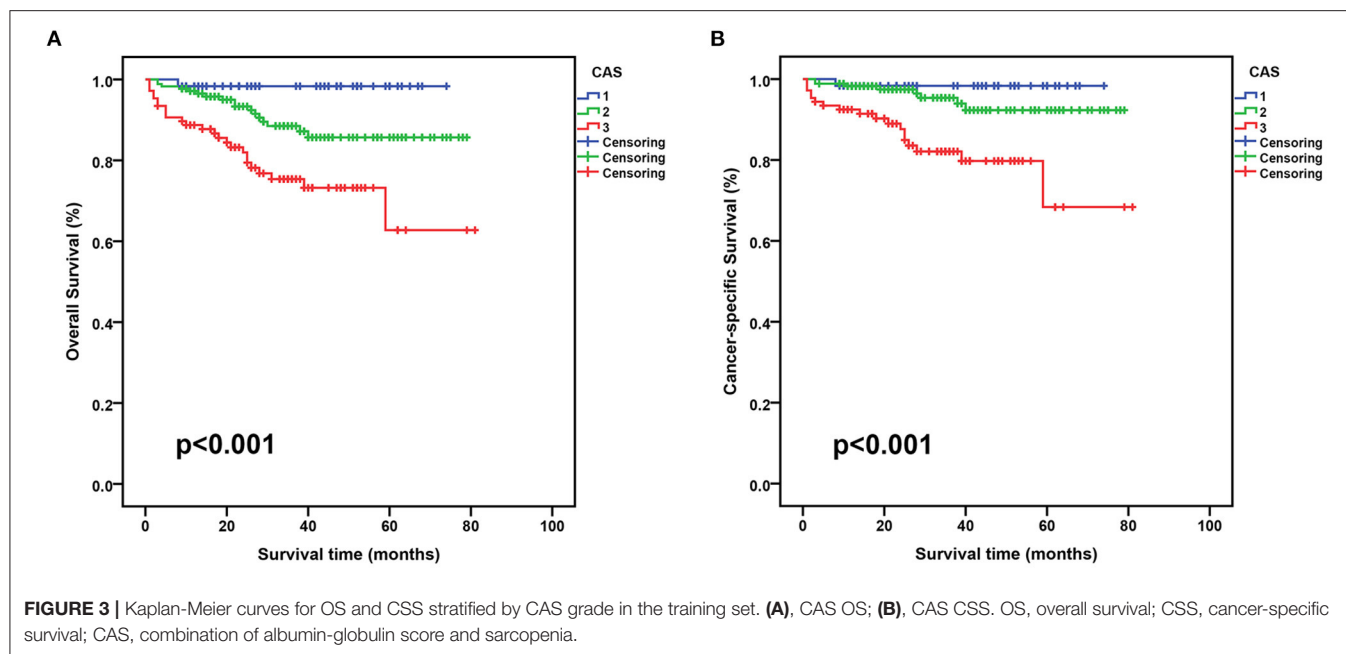 A
Overall Survival (%)
1.0
0.8
0.6
0.4
0.2
0.0
p<0.001
0 20 40 60 80 100
Survival time (months)
CAS
1
2
3
Censoring
Censoring
Censoring
B
Cancer-specific Survival (%)
1.0
0.8
0.6
0.4
0.2
0.0
p<0.001
0 20 40 60 80 100
Survival time (months)
CAS
1
2
3
Censoring
Censoring
Censoring
FIGURE 3 | Kaplan-Meier curves for OS and CSS stratified by CAS grade in the training set. (A), CAS OS; (B), CAS CSS. OS, overall survival; CSS, cancer-specific
survival; CAS, combination of albumin-globulin score and sarcopenia.